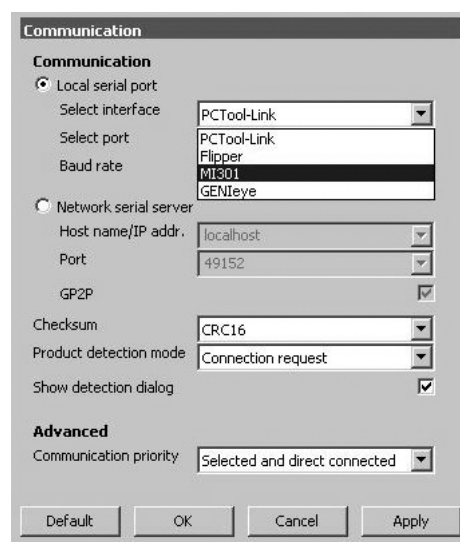 Communication
Communication
Local serial port
Select interface PCTool-Link
Select port PCTool-Link
Flipper
Baud rate MI301
GENIeye
Network serial server
Host name/IP addr. localhost
Port 49152
GP2P
Checksum CRC16
Product detection mode Connection request
Show detection dialog
Advanced
Communication priority Selected and direct connected
Default OK Cancel Apply